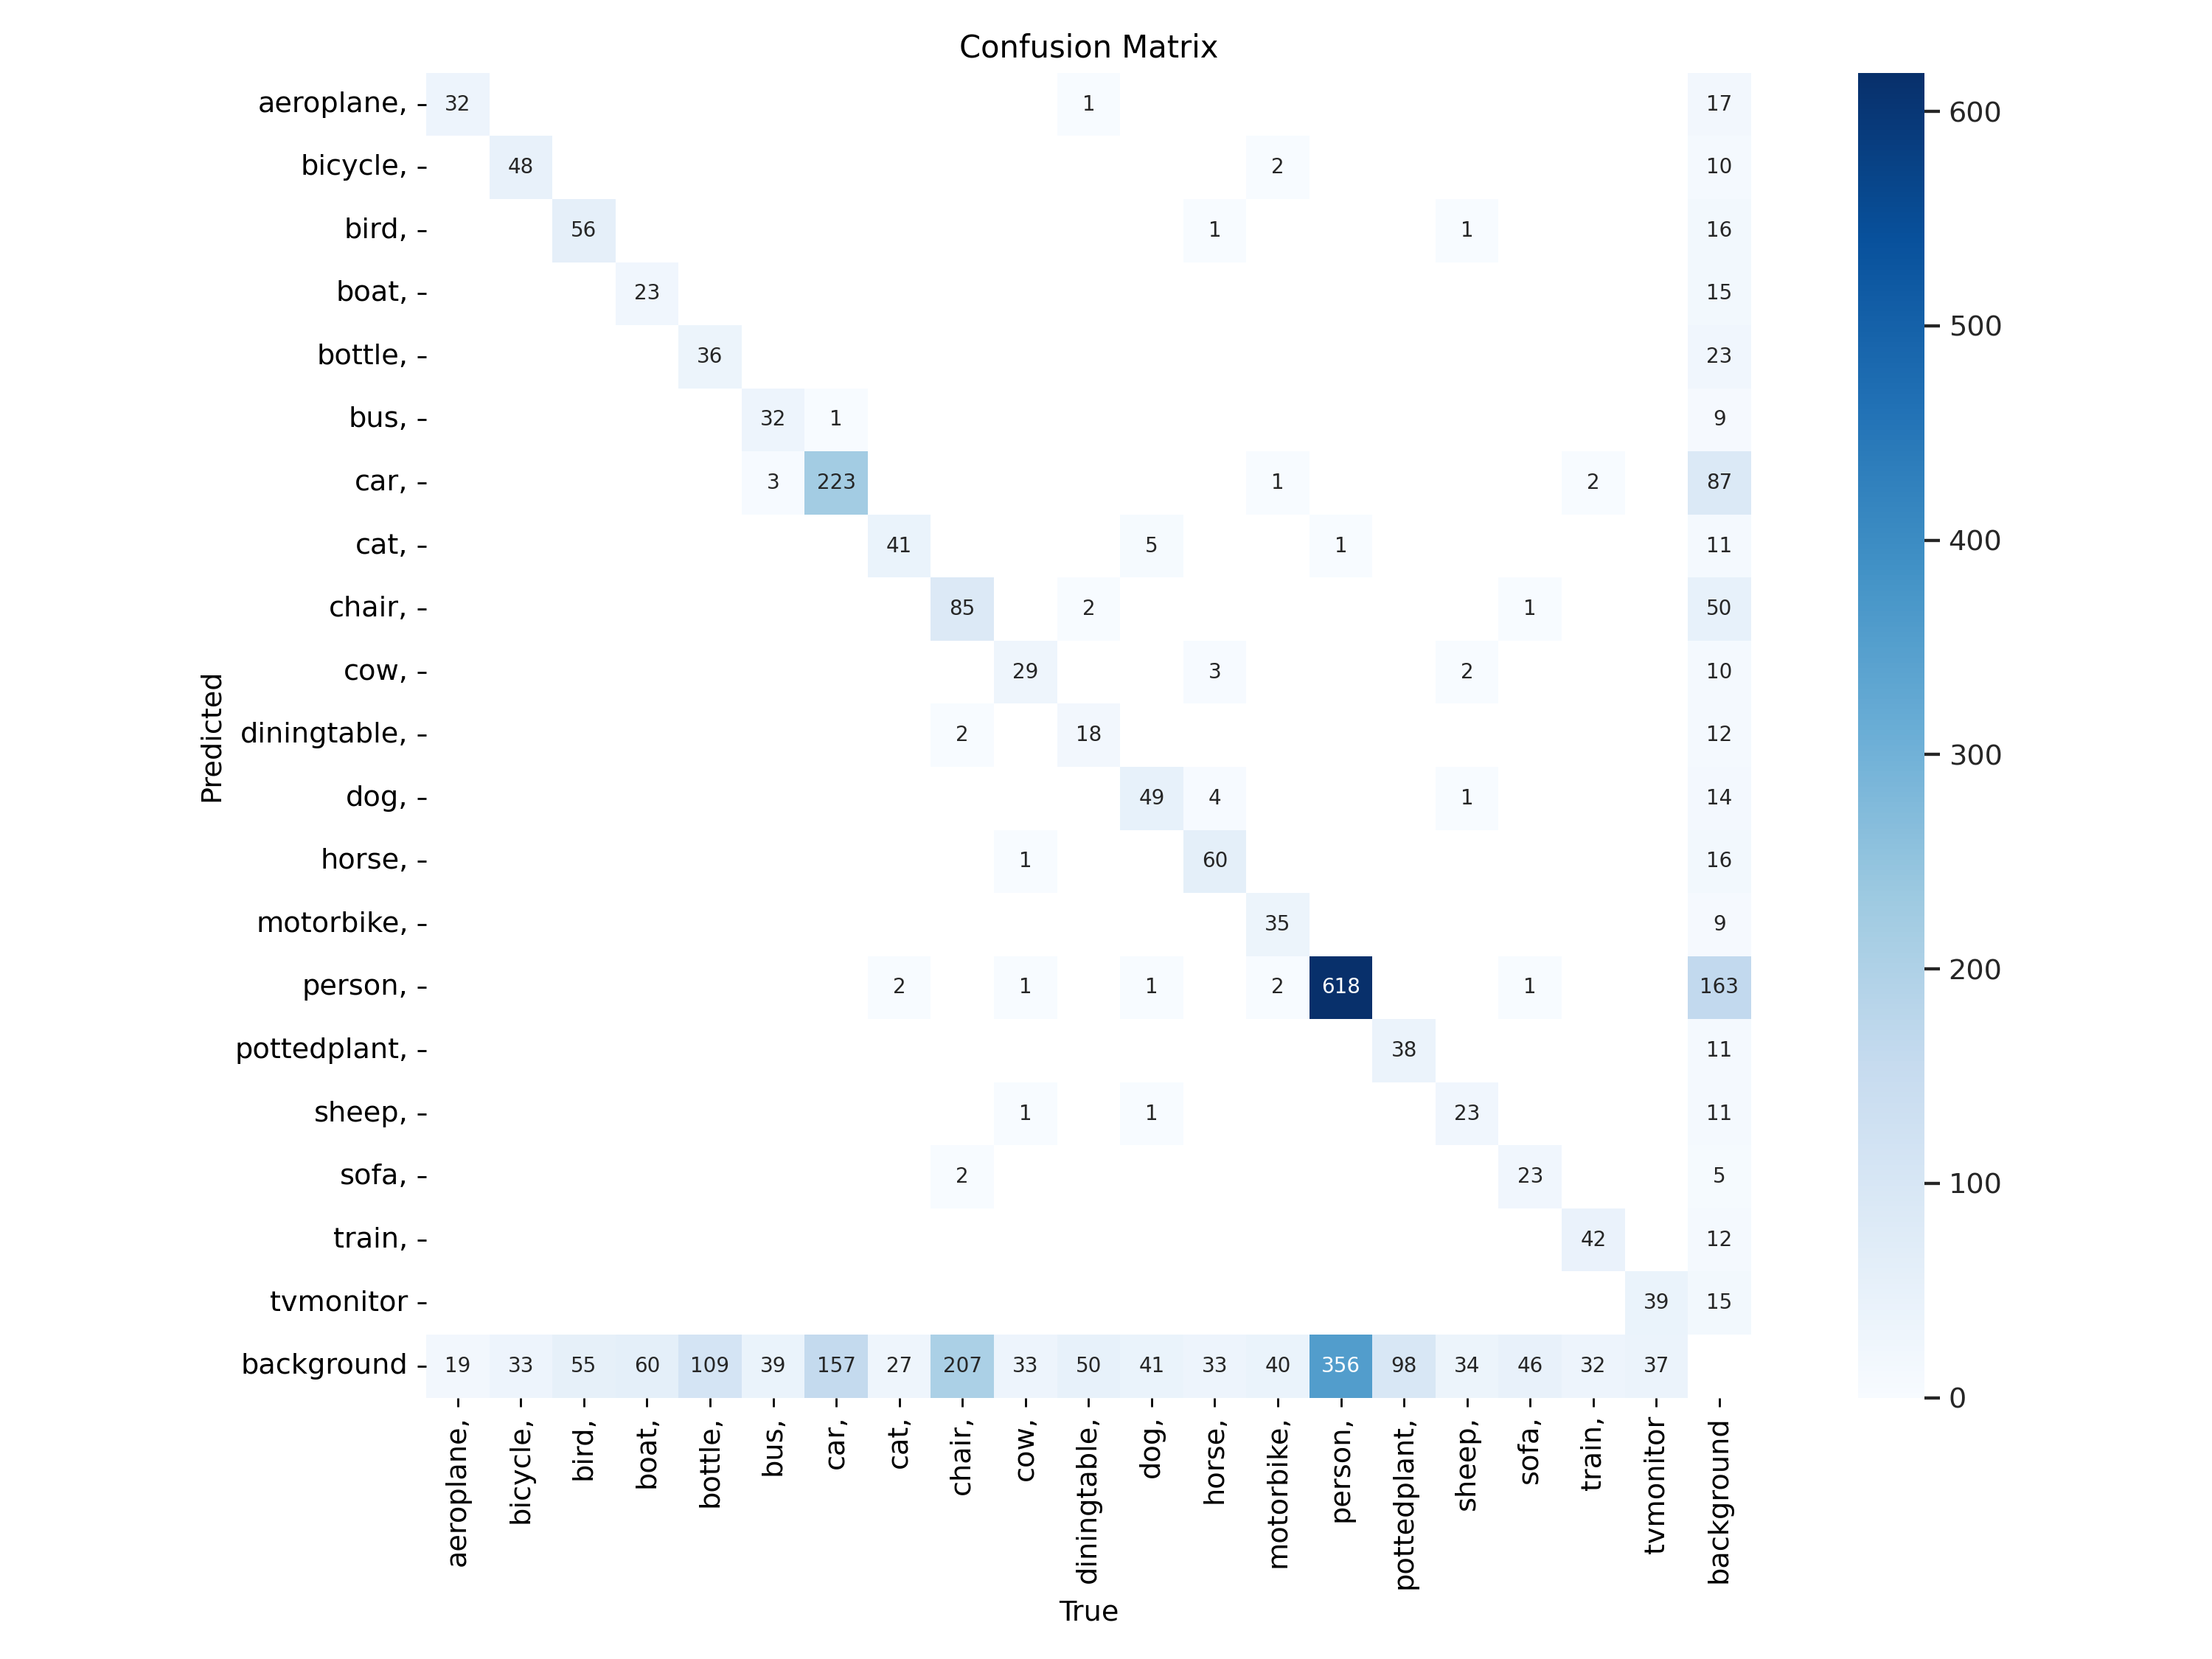 Confusion Matrix
Predicted
aeroplane, 32 1 17
bicycle, 48 2 10
bird, 56 1 1 16
boat, 23 15
bottle, 36 23
bus, 32 1 9
car, 3 223 1 2 87
cat, 41 5 1 11
chair, 85 2 1 50
cow, 29 3 2 10
diningtable, 2 18 12
dog, 49 4 1 14
horse, 1 60 16
motorbike, 35 9
person, 2 1 1 2 618 1 163
pottedplant, 38 11
sheep, 1 1 23 11
sofa, 2 23 5
train, 42 12
tvmonitor 39 15
background 19 33 55 60 109 39 157 27 207 33 50 41 33 40 356 98 34 46 32 37
aeroplane, bicycle, bird, boat, bottle, bus, car, cat, chair, cow, diningtable, dog, horse, motorbike, person, pottedplant, sheep, sofa, train, tvmonitor background
True
600
500
400
300
200
100
0